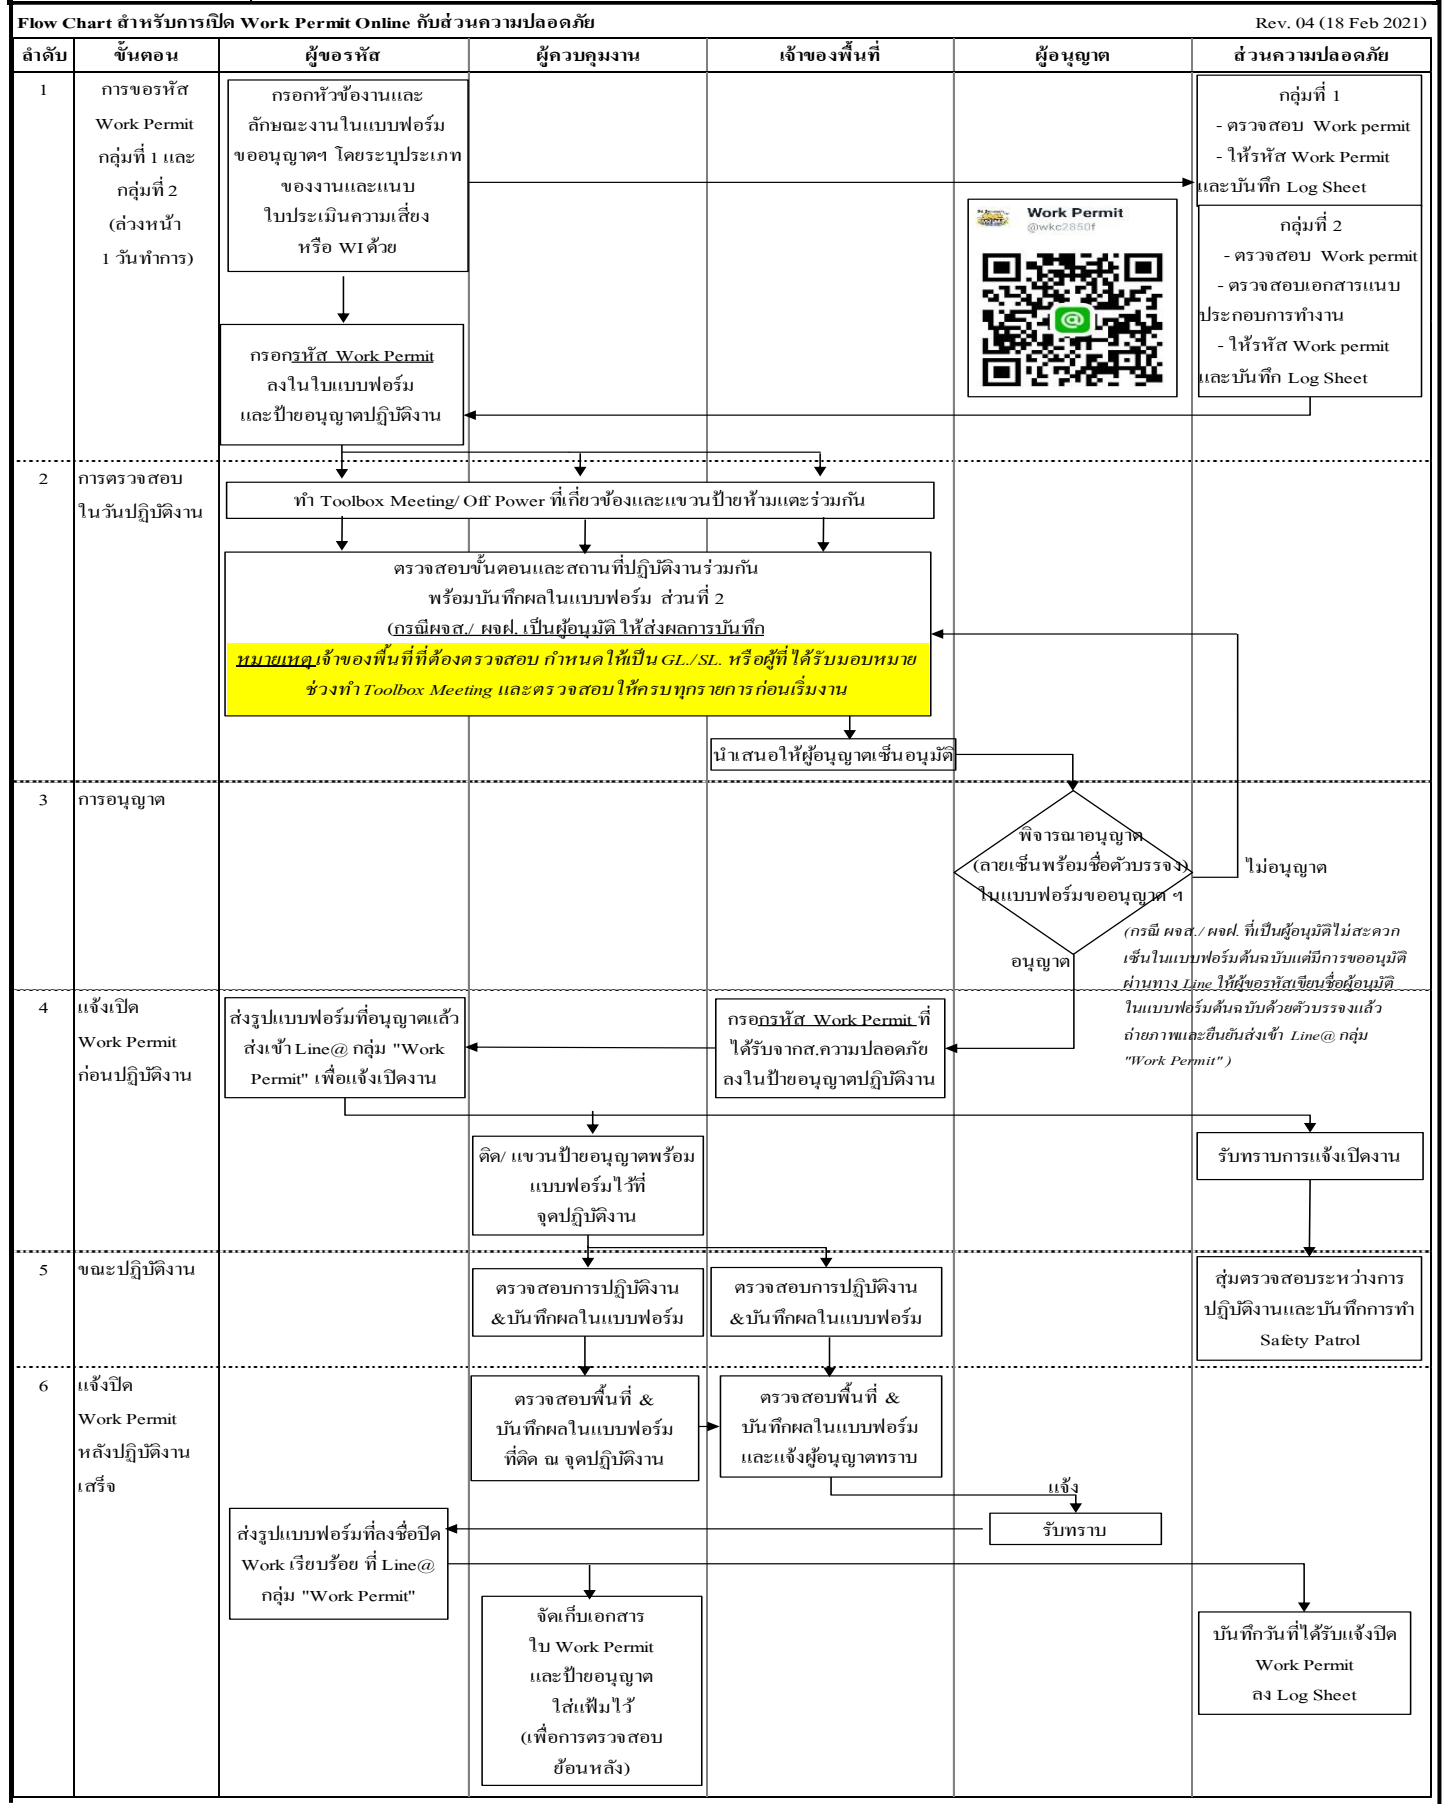 Flow Chart สำหรับการเปิด Work Permit Online กับส่วนความปลอดภัย
Rev. 04 (18 Feb 2021)
ลำดับ
ขั้นตอน
ผู้ขอรหัส
ผู้ควบคุมงาน
เจ้าของพื้นที่
ผู้อนุญาต
ส่วนความปลอดภัย
1
การขอรหัส
Work Permit
กลุ่มที่ 1 และ
กลุ่มที่ 2
(ล่วงหน้า
1 วันทำการ)
กรอกหัวข้องานและ
ลักษณะงานในแบบฟอร์ม
ขออนุญาตฯ โดยระบุประเภท
ของงานและแนบ
ใบประเมินความเสี่ยง
หรือ WI ด้วย
กลุ่มที่ 1
- ตรวจสอบ Work permit
- ให้รหัส Work Permit
และบันทึก Log Sheet
Work Permit
@wkc2850f
กลุ่มที่ 2
- ตรวจสอบ Work permit
- ตรวจสอบเอกสารแนบ
ประกอบการทำงาน
- ให้รหัส Work permit
และบันทึก Log Sheet
กรอกรหัส Work Permit
ลงในใบแบบฟอร์ม
และป้ายอนุญาตปฏิบัติงาน
2
การตรวจสอบ
ในวันปฏิบัติงาน
ทำ Toolbox Meeting/ Off Power ที่เกี่ยวข้องและแขวนป้ายห้ามแตะร่วมกัน
ตรวจสอบขั้นตอนและสถานที่ปฏิบัติงานร่วมกัน
พร้อมบันทึกผลในแบบฟอร์ม ส่วนที่ 2
(กรณีผจส./ ผจฝ. เป็นผู้อนุมัติ ให้ส่งผลการบันทึก
หมายเหตุ เจ้าของพื้นที่ที่ต้องตรวจสอบ กำหนดให้เป็น GL./SL. หรือผู้ที่ได้รับมอบหมาย
ช่วงทำ Toolbox Meeting และตรวจสอบให้ครบทุกรายการก่อนเริ่มงาน
นำเสนอให้ผู้อนุญาตเซ็นอนุมัติ
3
การอนุญาต
พิจารณาอนุญาต
(ลายเซ็นพร้อมชื่อตัวบรรจง)
ในแบบฟอร์มขออนุญาต ฯ
ไม่อนุญาต
อนุญาต
(กรณี ผจส./ ผจฝ. ที่เป็นผู้อนุมัติไม่สะดวก
เซ็นในแบบฟอร์มต้นฉบับแต่มีการขออนุมัติ
ผ่านทาง Line ให้ผู้ขอรหัสเขียนชื่อผู้อนุมัติ
ในแบบฟอร์มต้นฉบับด้วยตัวบรรจงแล้ว
ถ่ายภาพและยืนยันส่งเข้า Line@ กลุ่ม
"Work Permit" )
4
แจ้งเปิด
Work Permit
ก่อนปฏิบัติงาน
ส่งรูปแบบฟอร์มที่อนุญาตแล้ว
ส่งเข้า Line@ กลุ่ม "Work
Permit" เพื่อแจ้งเปิดงาน
กรอกรหัส Work Permit ที่
ได้รับจากส.ความปลอดภัย
ลงในป้ายอนุญาตปฏิบัติงาน
ติด/ แขวนป้ายอนุญาตพร้อม
แบบฟอร์มไว้ที่
จุดปฏิบัติงาน
รับทราบการแจ้งเปิดงาน
5
ขณะปฏิบัติงาน
ตรวจสอบการปฏิบัติงาน
&บันทึกผลในแบบฟอร์ม
ตรวจสอบการปฏิบัติงาน
&บันทึกผลในแบบฟอร์ม
สุ่มตรวจสอบระหว่างการ
ปฏิบัติงานและบันทึกการทำ
Safety Patrol
6
แจ้งปิด
Work Permit
หลังปฏิบัติงาน
เสร็จ
ตรวจสอบพื้นที่ &
บันทึกผลในแบบฟอร์ม
ที่ติด ณ จุดปฏิบัติงาน
ตรวจสอบพื้นที่ &
บันทึกผลในแบบฟอร์ม
และแจ้งผู้อนุญาตทราบ
แจ้ง
รับทราบ
ส่งรูปแบบฟอร์มที่ลงชื่อปิด
Work เรียบร้อย ที่ Line@
กลุ่ม "Work Permit"
จัดเก็บเอกสาร
ใบ Work Permit
และป้ายอนุญาต
ใส่แฟ้มไว้
(เพื่อการตรวจสอบ
ย้อนหลัง)
บันทึกวันที่ได้รับแจ้งปิด
Work Permit
ลง Log Sheet